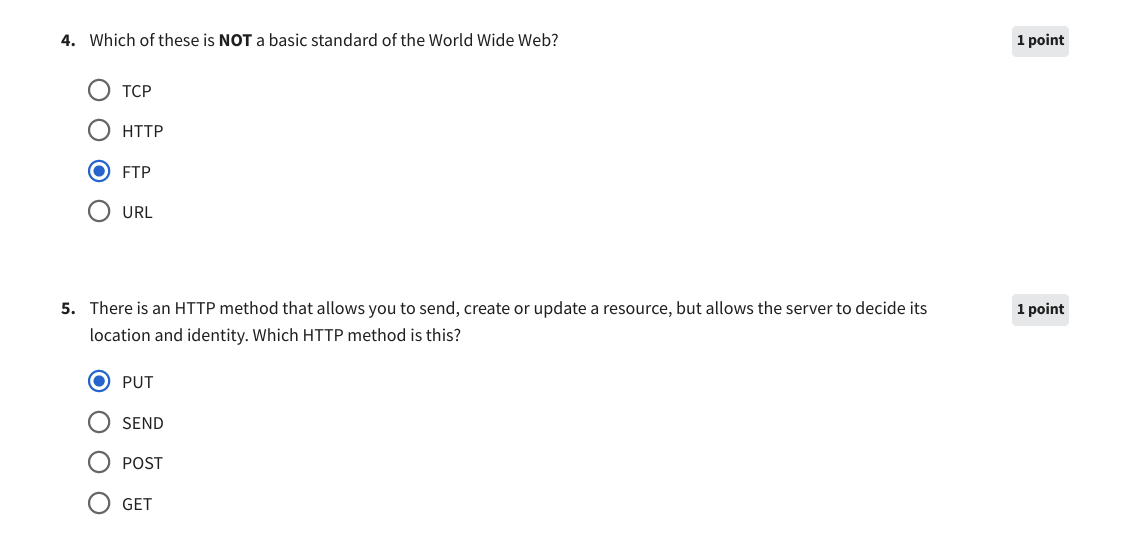 4. Which of these is NOT a basic standard of the World Wide Web? 1 point
TCP
HTTP
FTP
URL
5. There is an HTTP method that allows you to send, create or update a resource, but allows the server to decide its 1 point
location and identity. Which HTTP method is this?
PUT
SEND
POST
GET